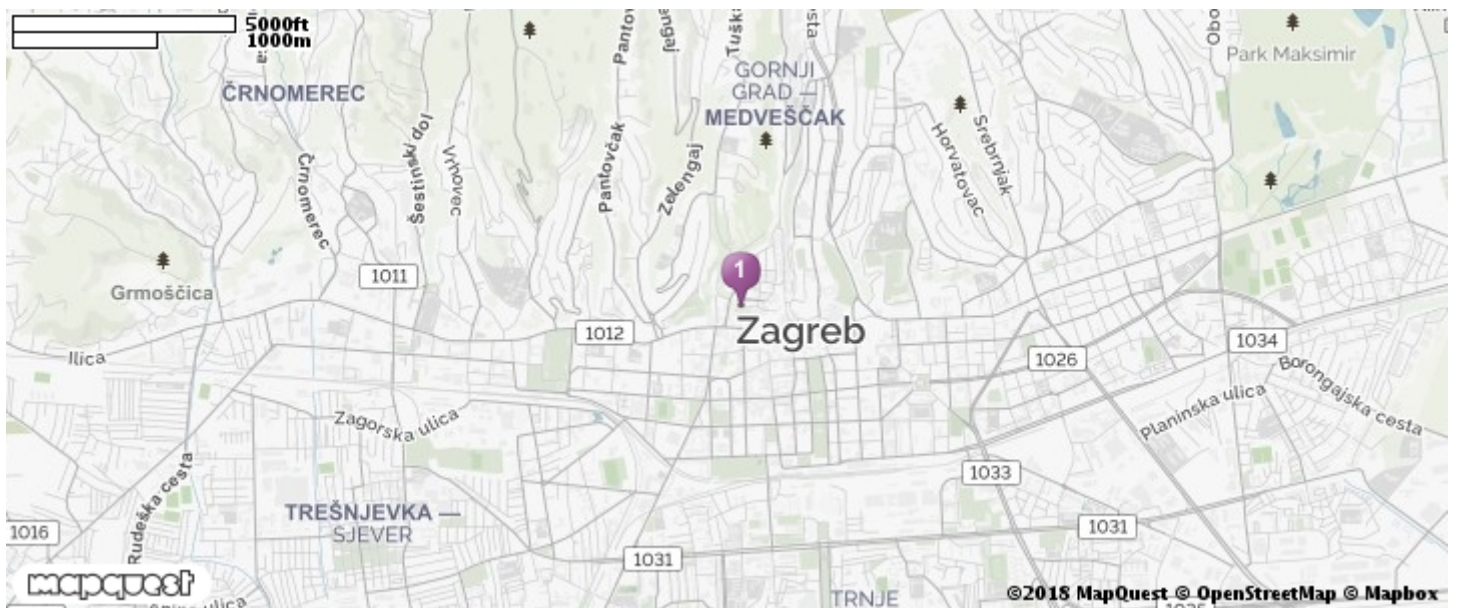 5000ft
1000m
Pantovčak
Tuška
Park Maksimir
GORNJI
GRAD —
MEDVEŠČAK
ČRNOMEREC
Črnomerec
Šestinski dol
Vrhovec
Pantovčak
Zelengaj
Horvatovac
Srebrnjak
1
1011
Grmoščica
1012
Zagreb
Ilica
1026
1034
Borongajska cesta
Planinska ulica
Zagorska ulica
Rudeška cesta
1033
TREŠNJEVKA —
SJEVER
1016
1031
1031
mapquest
TRNJE
©2018 MapQuest © OpenStreetMap © Mapbox